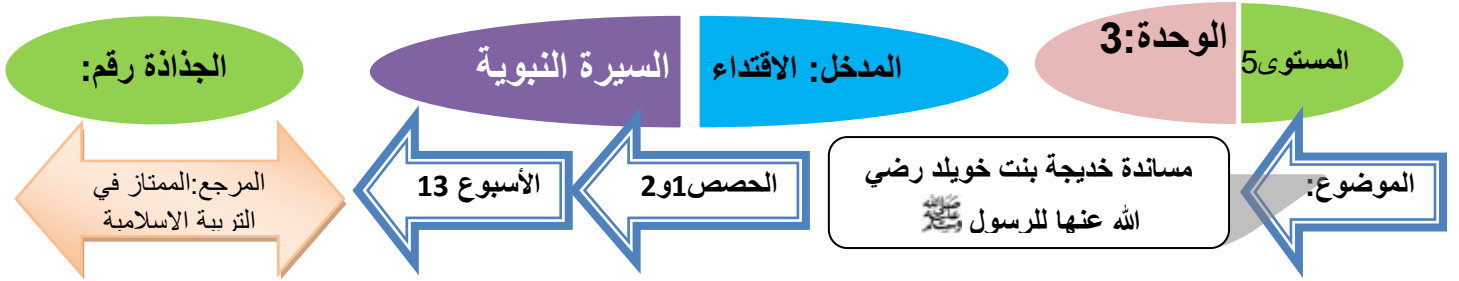 المستوى5
الوحدة:3
المدخل: الاقتداء
السيرة النبوية
الجذاذة رقم:
الموضوع:
مساندة خديجة بنت خويلد رضي
الله عنها للرسول ﷺ
الحصص1و2
الأسبوع 13
المرجع:الممتاز في
التربية الاسلامية